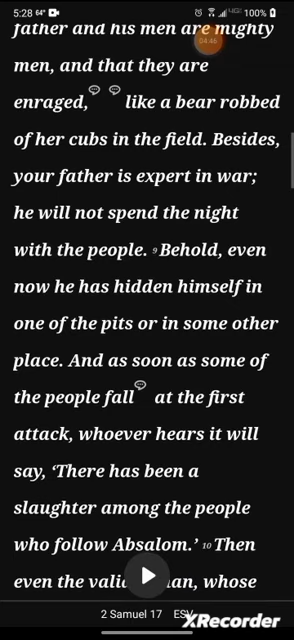 5:28 64° 100%
father and his men are mighty
04:46
men, and that they are
enraged, like a bear robbed
of her cubs in the field. Besides,
your father is expert in war;
he will not spend the night
with the people. 9 Behold, even
now he has hidden himself in
one of the pits or in some other
place. And as soon as some of
the people fall at the first
attack, whoever hears it will
say, ‘There has been a
slaughter among the people
who follow Absalom.’ 10 Then
even the valiant man, whose
2 Samuel 17 ESV
XRecorder